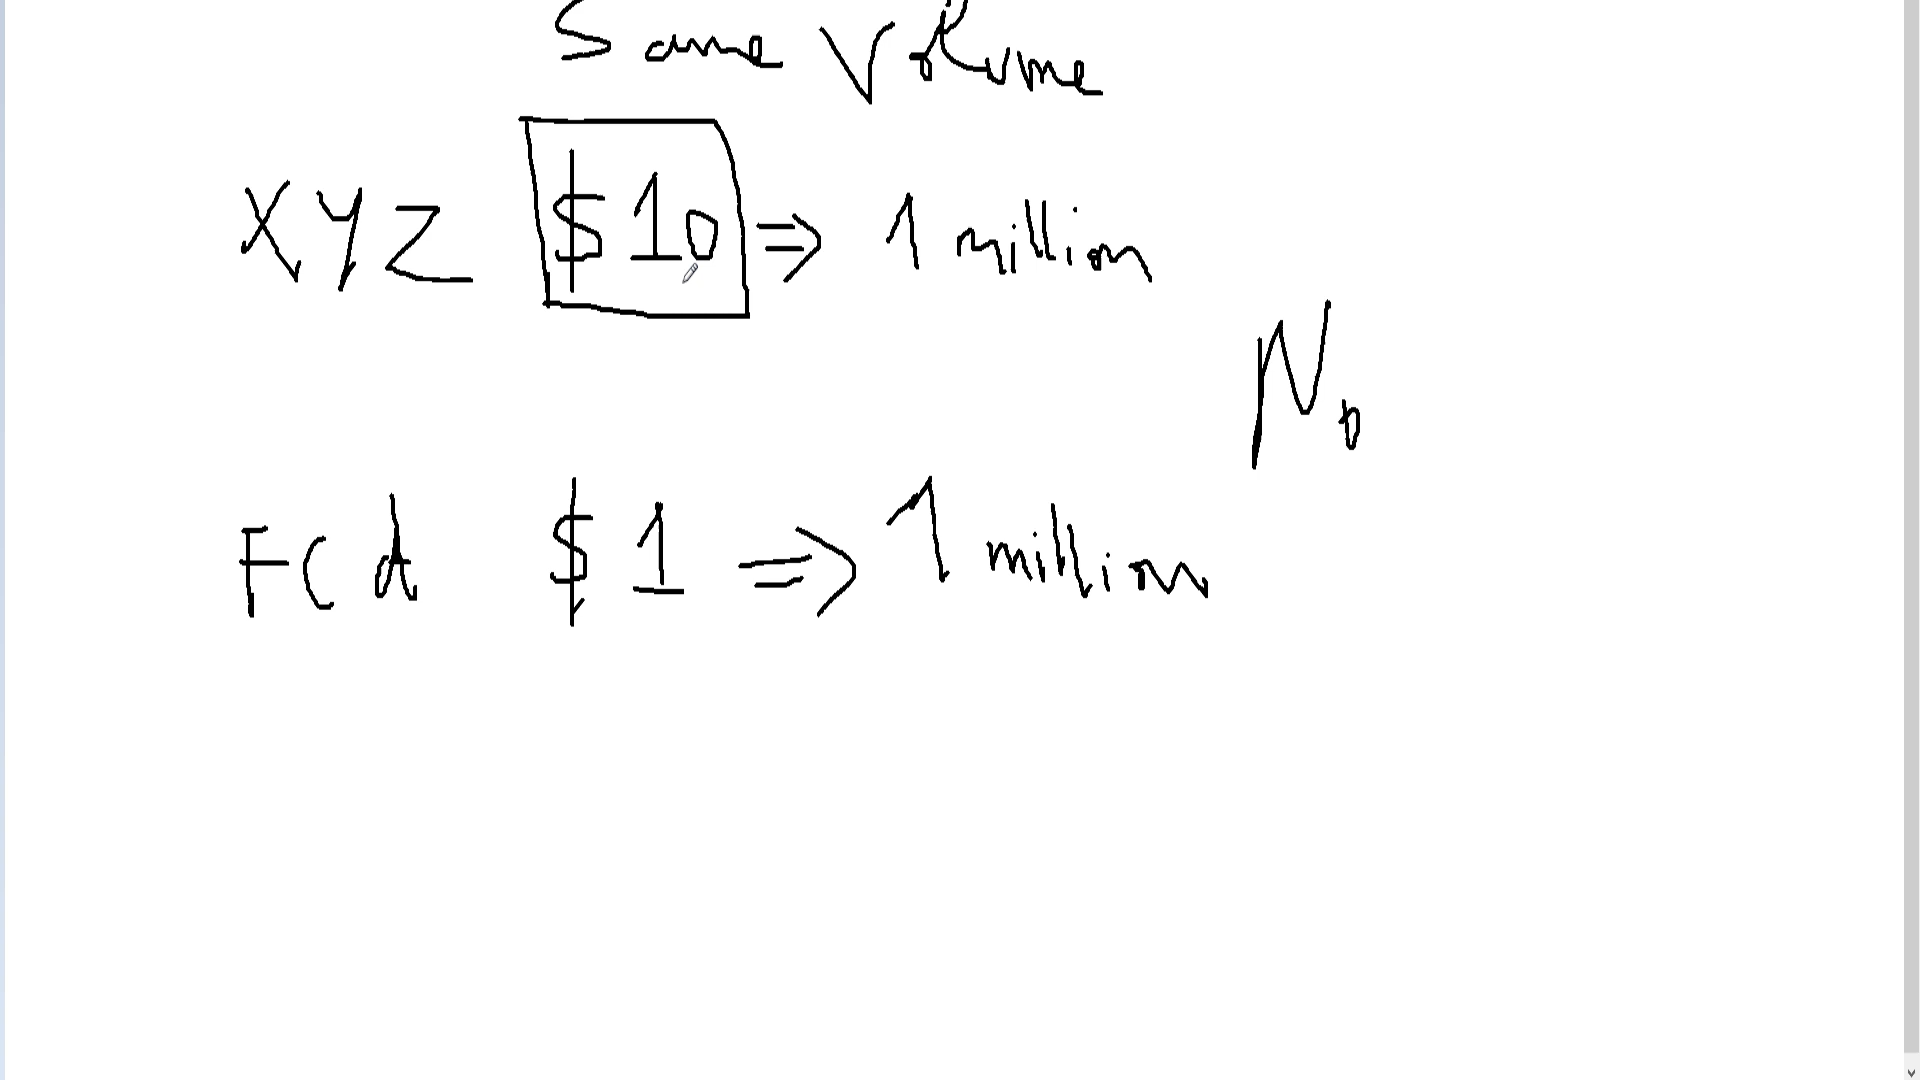 Same Volume
XYZ $10 ⇒ 1 million
No
FCd $1 ⇒ 1 million